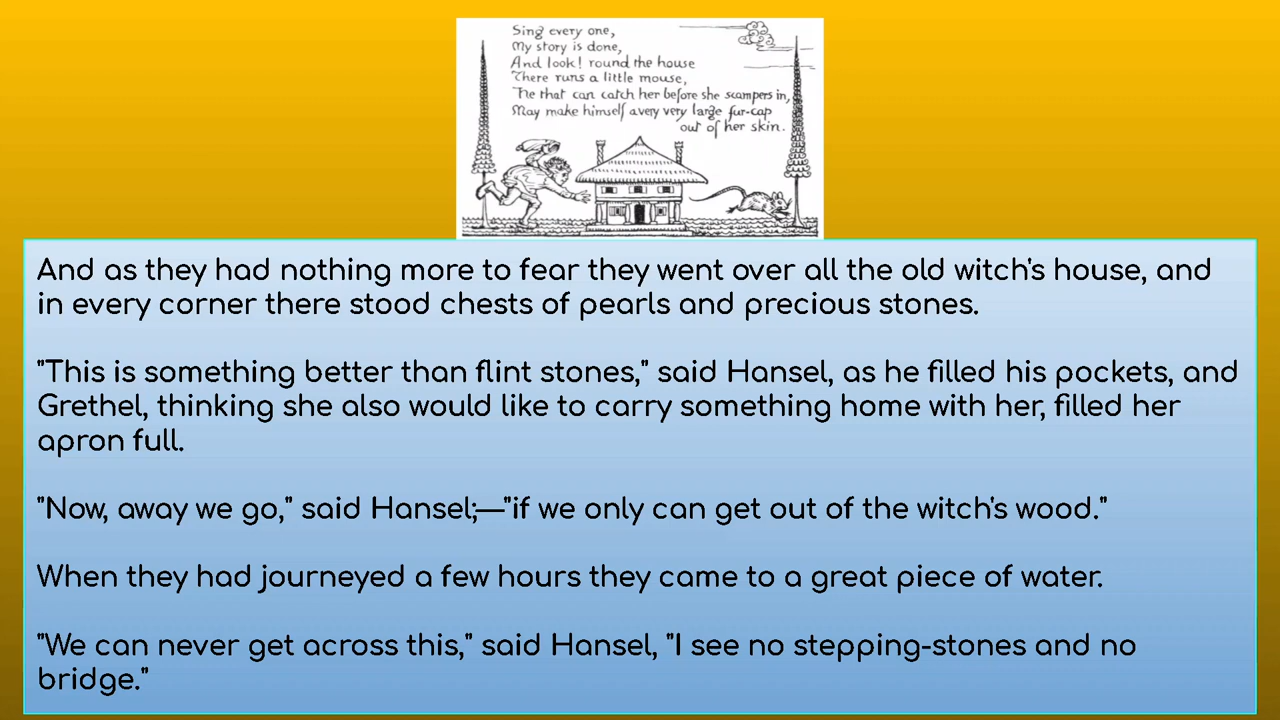 Sing every one,
My story is done,
And look! round the house
There runs a little mouse,
He that can catch her before she scampers in,
May make himself a very very large fur-cap
out of her skin.
And as they had nothing more to fear they went over all the old witch's house, and
in every corner there stood chests of pearls and precious stones.
"This is something better than flint stones," said Hansel, as he filled his pockets, and
Grethel, thinking she also would like to carry something home with her, filled her
apron full.
"Now, away we go," said Hansel;—"if we only can get out of the witch's wood."
When they had journeyed a few hours they came to a great piece of water.
"We can never get across this," said Hansel, "I see no stepping-stones and no
bridge."